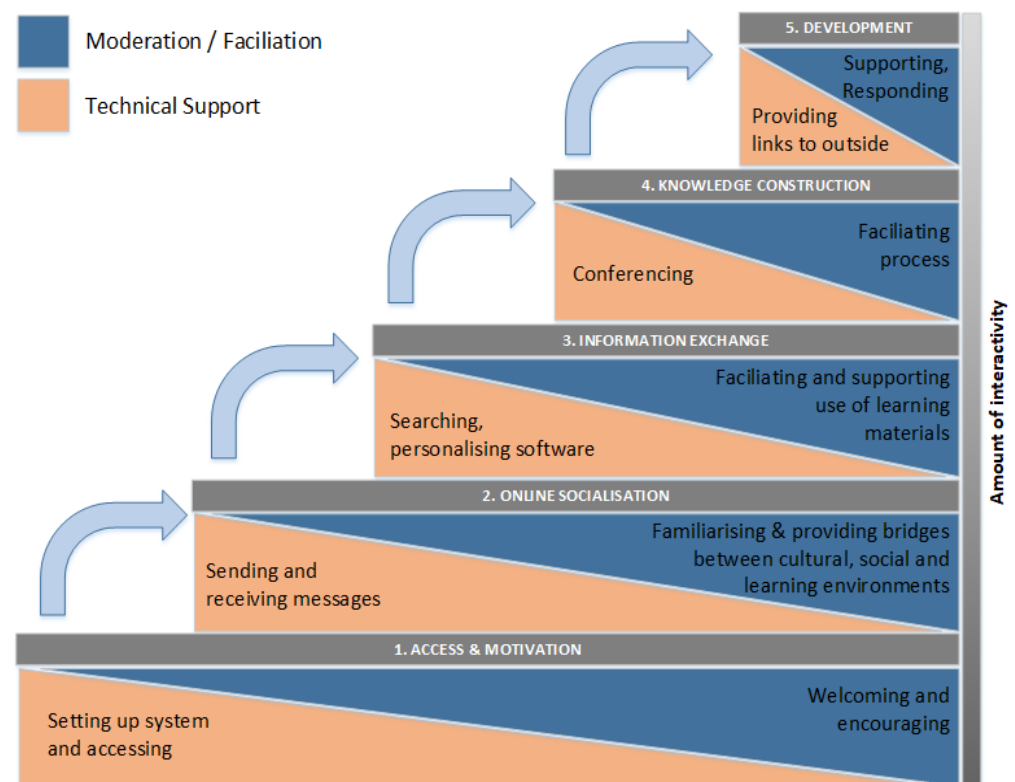 Moderation / Faciliation
Technical Support
5. DEVELOPMENT
Supporting,
Responding
Providing
links to outside
4. KNOWLEDGE CONSTRUCTION
Faciliating
process
Conferencing
3. INFORMATION EXCHANGE
Faciliating and supporting
use of learning
materials
Searching,
personalising software
2. ONLINE SOCIALISATION
Familiarising & providing bridges
between cultural, social and
learning environments
Sending and
receiving messages
1. ACCESS & MOTIVATION
Welcoming and
encouraging
Setting up system
and accessing
Amount of interactivity